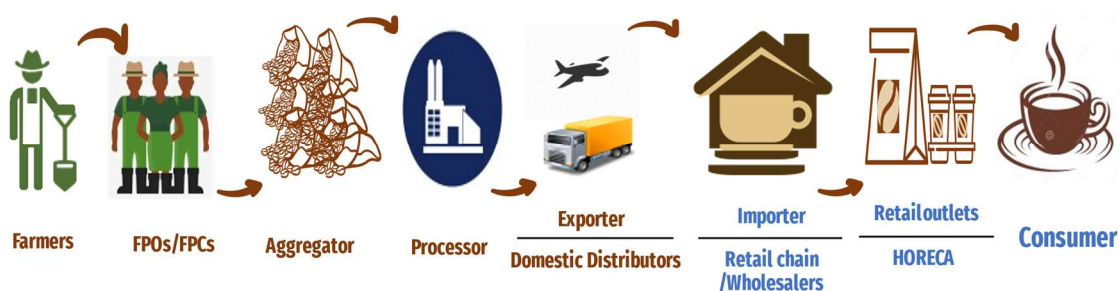 Farmers
FPOs/FPCs
Aggregator
Processor
Exporter
Domestic Distributors
Importer
Retail chain
/Wholesalers
Retailoutlets
HORECA
Consumer